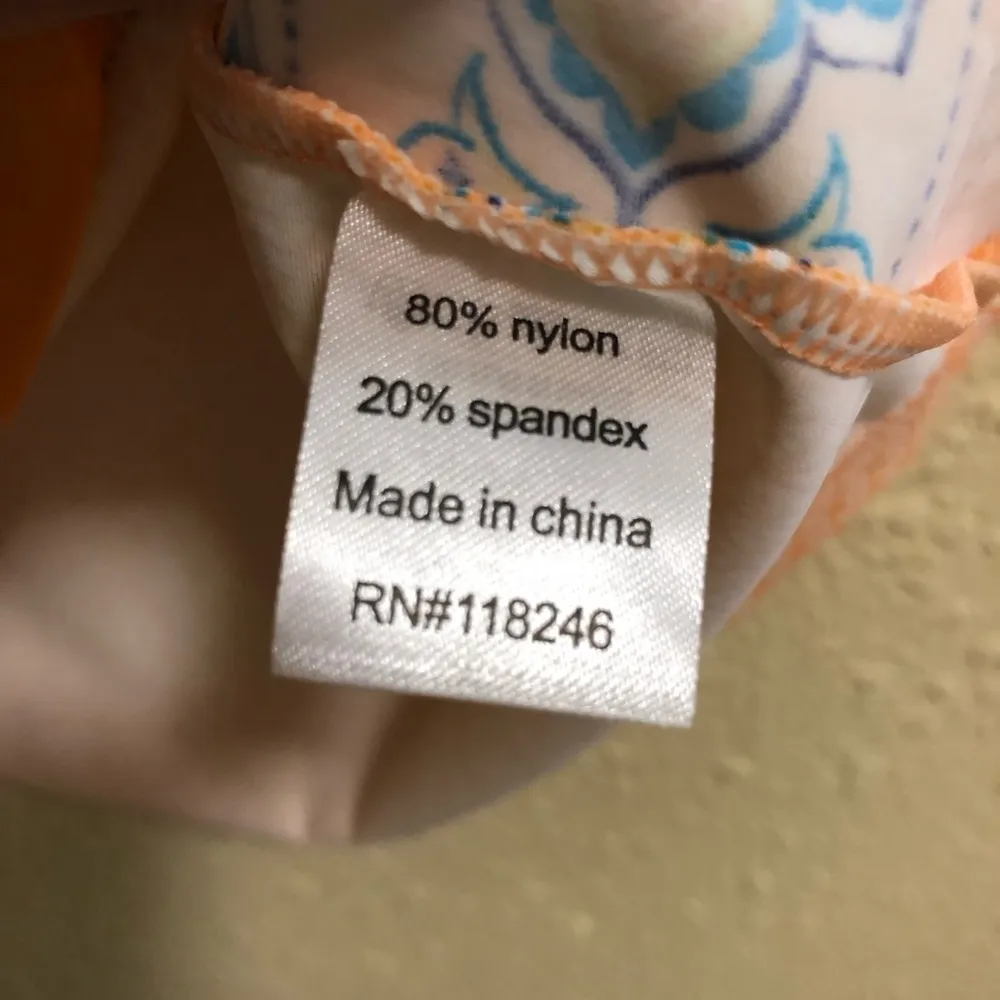 80% nylon
20% spandex
Made in china
RN#118246